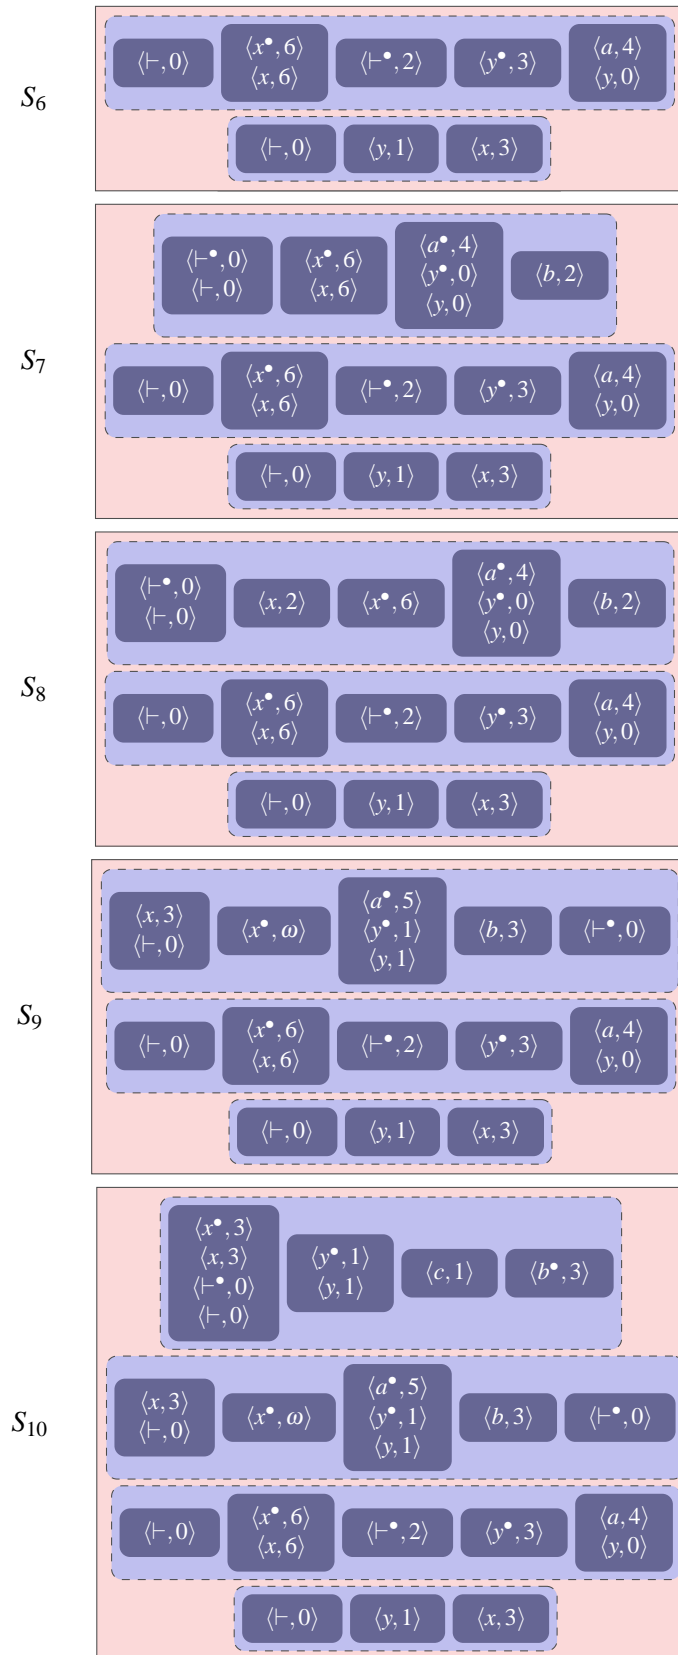 S₆
⟨⊢, 0⟩ ⟨x•, 6⟩ ⟨⊢•, 2⟩ ⟨y•, 3⟩ ⟨a, 4⟩
⟨x, 6⟩ ⟨y, 0⟩
⟨⊢, 0⟩ ⟨y, 1⟩ ⟨x, 3⟩
S₇
⟨⊢•, 0⟩ ⟨x•, 6⟩ ⟨a•, 4⟩ ⟨b, 2⟩
⟨⊢, 0⟩ ⟨x, 6⟩ ⟨y•, 0⟩
⟨y, 0⟩
⟨⊢, 0⟩ ⟨x•, 6⟩ ⟨⊢•, 2⟩ ⟨y•, 3⟩ ⟨a, 4⟩
⟨x, 6⟩ ⟨y, 0⟩
⟨⊢, 0⟩ ⟨y, 1⟩ ⟨x, 3⟩
S₈
⟨⊢•, 0⟩ ⟨x, 2⟩ ⟨x•, 6⟩ ⟨a•, 4⟩ ⟨b, 2⟩
⟨⊢, 0⟩ ⟨y•, 0⟩
⟨y, 0⟩
⟨⊢, 0⟩ ⟨x•, 6⟩ ⟨⊢•, 2⟩ ⟨y•, 3⟩ ⟨a, 4⟩
⟨x, 6⟩ ⟨y, 0⟩
⟨⊢, 0⟩ ⟨y, 1⟩ ⟨x, 3⟩
S₉
⟨x, 3⟩ ⟨x•, ω⟩ ⟨a•, 5⟩ ⟨b, 3⟩ ⟨⊢•, 0⟩
⟨⊢, 0⟩ ⟨y•, 1⟩
⟨y, 1⟩
⟨⊢, 0⟩ ⟨x•, 6⟩ ⟨⊢•, 2⟩ ⟨y•, 3⟩ ⟨a, 4⟩
⟨x, 6⟩ ⟨y, 0⟩
⟨⊢, 0⟩ ⟨y, 1⟩ ⟨x, 3⟩
S₁₀
⟨x•, 3⟩ ⟨y•, 1⟩ ⟨c, 1⟩ ⟨b•, 3⟩
⟨x, 3⟩ ⟨y, 1⟩
⟨⊢•, 0⟩
⟨⊢, 0⟩
⟨x, 3⟩ ⟨x•, ω⟩ ⟨a•, 5⟩ ⟨b, 3⟩ ⟨⊢•, 0⟩
⟨⊢, 0⟩ ⟨y•, 1⟩
⟨y, 1⟩
⟨⊢, 0⟩ ⟨x•, 6⟩ ⟨⊢•, 2⟩ ⟨y•, 3⟩ ⟨a, 4⟩
⟨x, 6⟩ ⟨y, 0⟩
⟨⊢, 0⟩ ⟨y, 1⟩ ⟨x, 3⟩